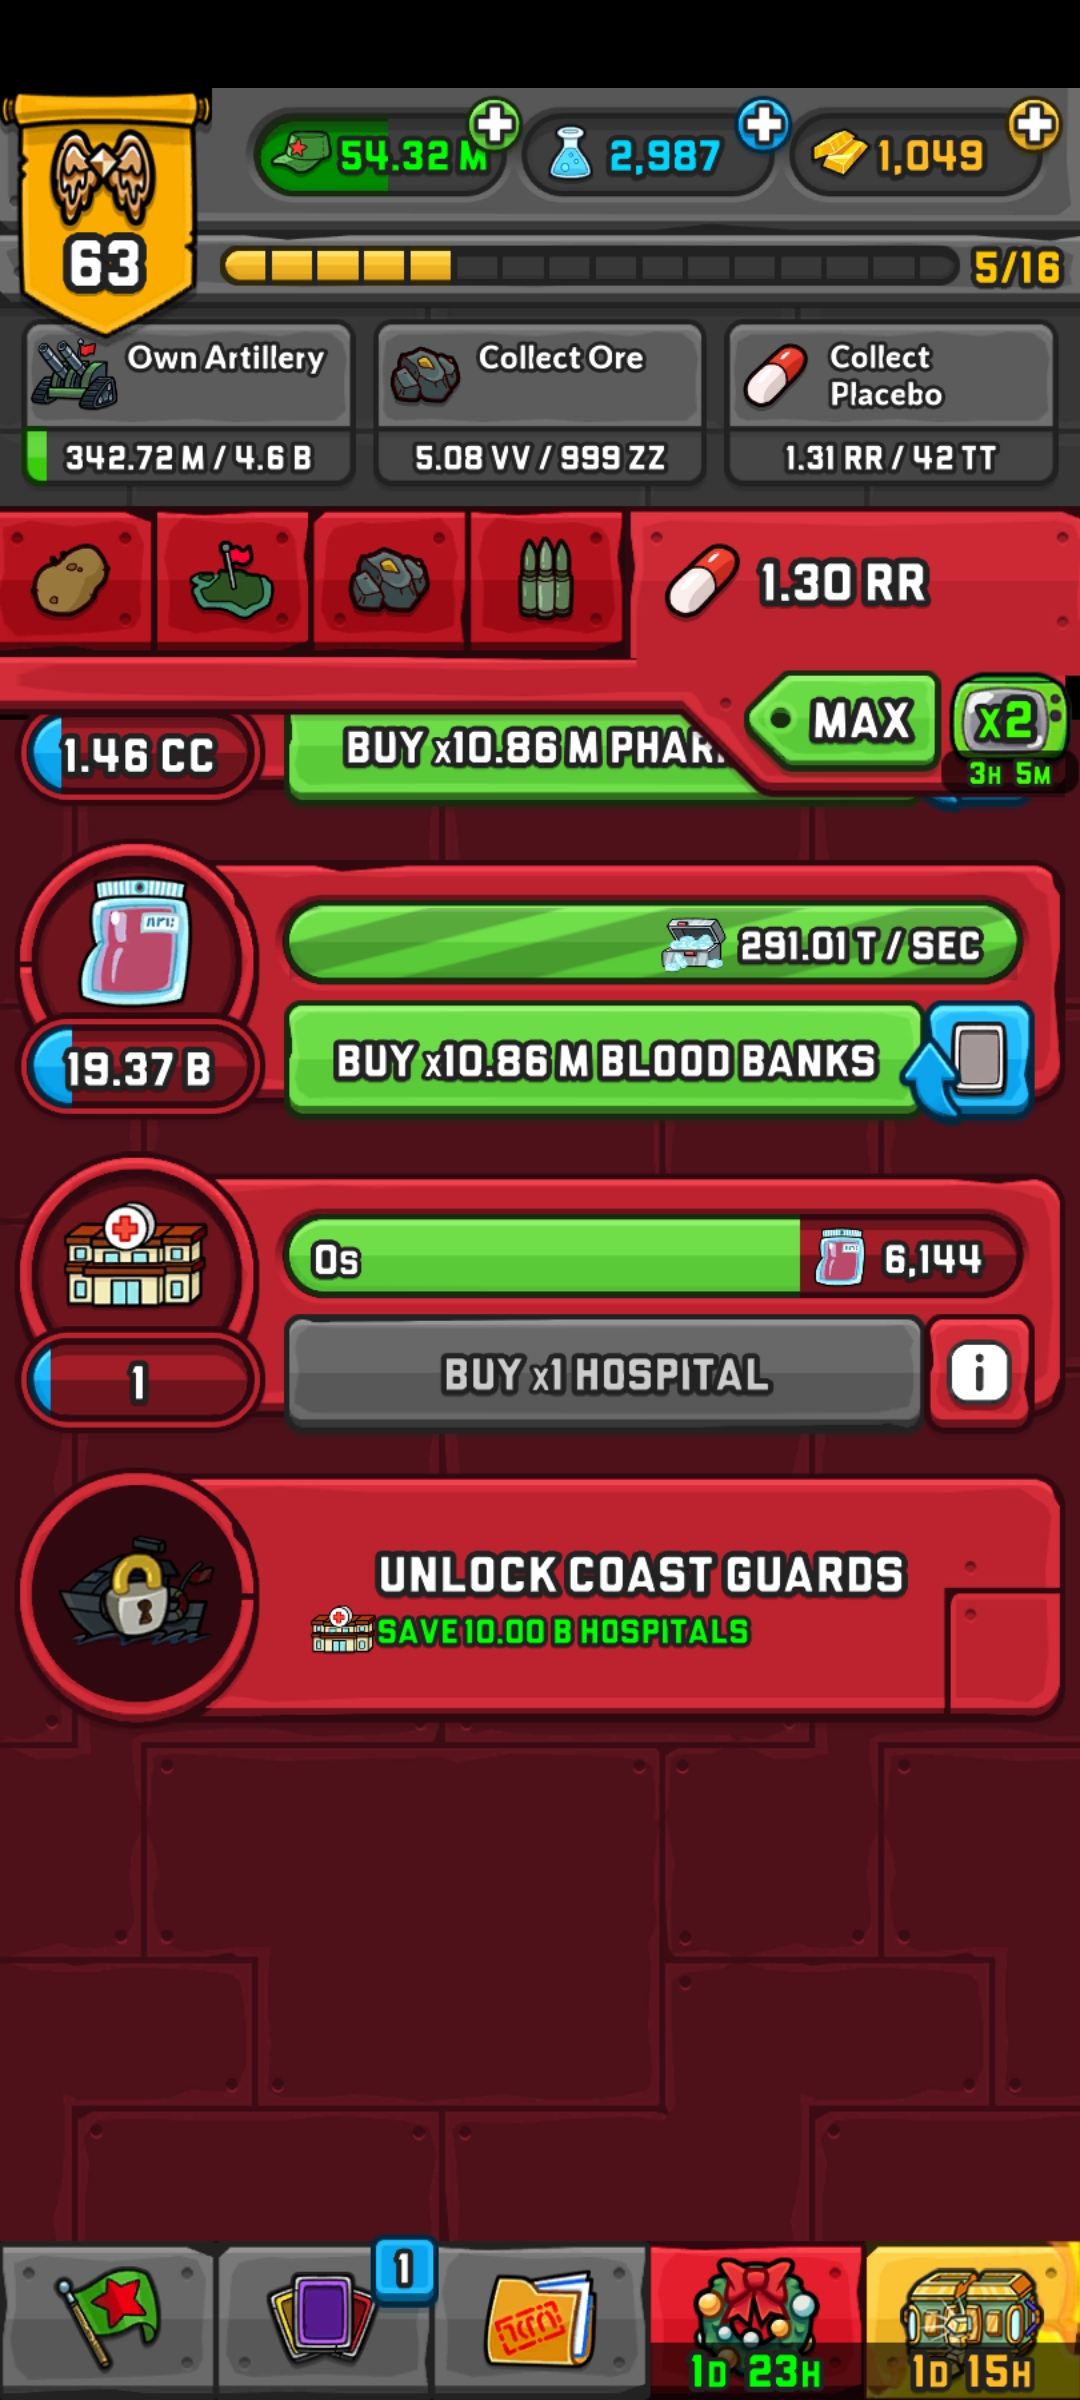 54.32 M
2,987
1,049
63
5/16
Own Artillery
342.72 M / 4.6 B
Collect Ore
5.08 VV / 999 ZZ
Collect
Placebo
1.31 RR / 42 TT
1.30 RR
MAX
X2
3H 5M
1.46 CC
BUY x10.86 M PHAR
291.01 T / SEC
19.37 B
BUY x10.86 M BLOOD BANKS
0s
6,144
1
BUY x1 HOSPITAL
i
UNLOCK COAST GUARDS
SAVE 10.00 B HOSPITALS
1
1D 23H
1D 15H